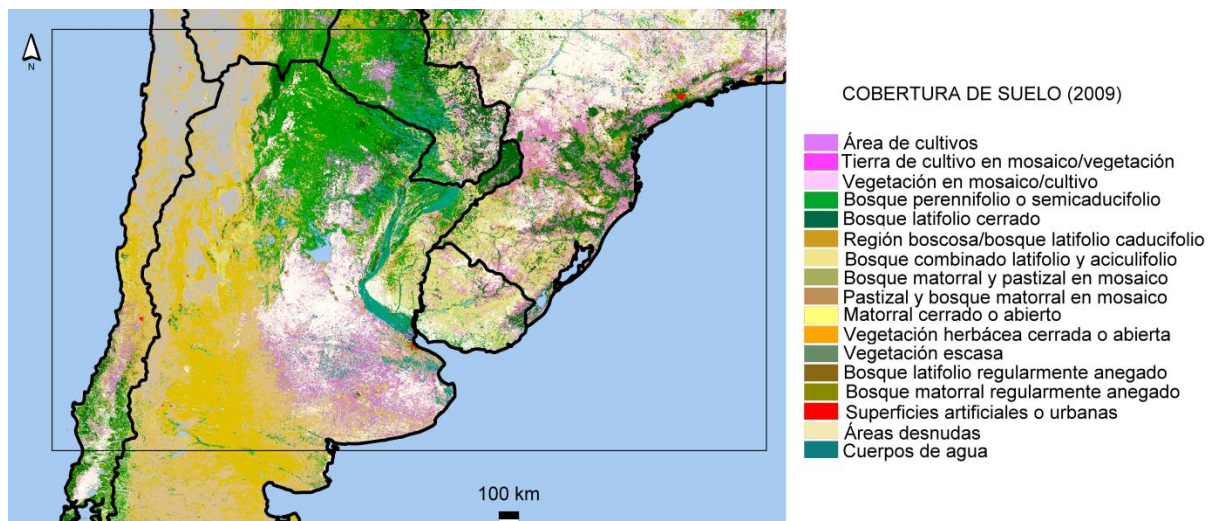 N
100 km
COBERTURA DE SUELO (2009)
Área de cultivos
Tierra de cultivo en mosaico/vegetación
Vegetación en mosaico/cultivo
Bosque perennifolio o semicaducifolio
Bosque latifolio cerrado
Región boscosa/bosque latifolio caducifolio
Bosque combinado latifolio y aciculifolio
Bosque matorral y pastizal en mosaico
Pastizal y bosque matorral en mosaico
Matorral cerrado o abierto
Vegetación herbácea cerrada o abierta
Vegetación escasa
Bosque latifolio regularmente anegado
Bosque matorral regularmente anegado
Superficies artificiales o urbanas
Áreas desnudas
Cuerpos de agua